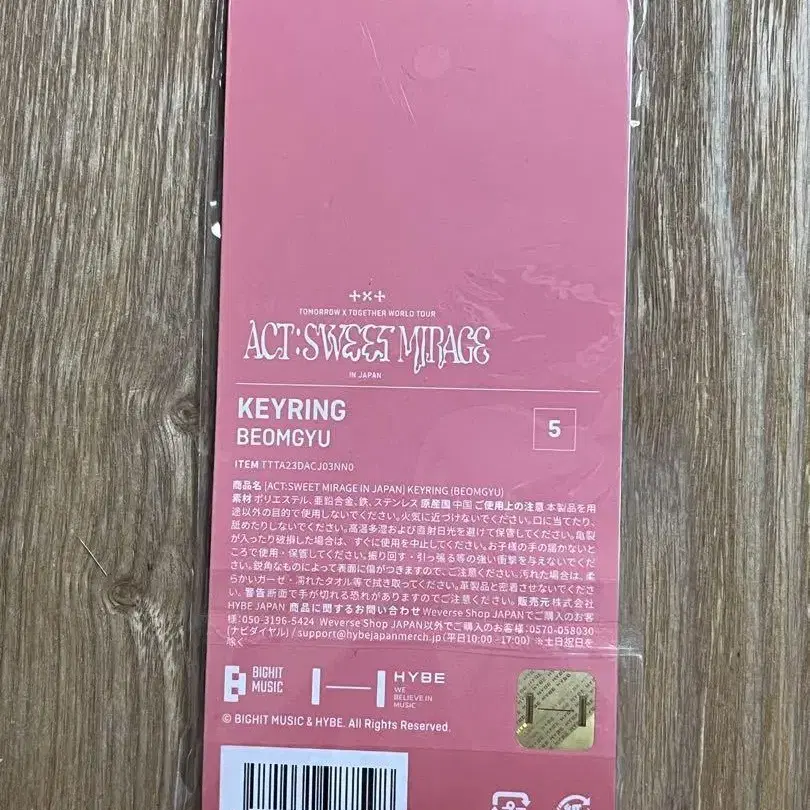 +×+
TOMORROW X TOGETHER WORLD TOUR
ACT:SWEET MIRAGE
IN JAPAN
KEYRING
BEOMGYU
5
ITEM TTTA23DACJ03NN0
商品名 [ACT:SWEET MIRAGE IN JAPAN] KEYRING (BEOMGYU)
素材 ポリエステル、亜鉛合金、鉄、ステンレス 原産国 中国 ご使用上の注意 本製品を用
途以外の目的で使用しないでください。火気に近づけないでください。口に当てたり、
舐めたりしないでください。高温多湿および直射日光を避けて保管してください。亀裂
が入ったり破損した場合は、すぐに使用を中止してください。お子様の手の届かないと
ころで使用・保管してください。振り回す・引っ張る等の強い衝撃を与えないでくだ
さい。鋭角なものによって表面に傷がつきますので、ご注意ください。汚れた場合は、柔
らかいガーゼ・濡れたタオル等で拭き取ってください。革製品と密着させないでくださ
い。警告 断面で手が切れる恐れがありますのでご注意ください。販売元 株式会社
HYBE JAPAN 商品に関するお問い合わせ Weverse Shop JAPANでご購入のお客
様:050-3196-5424 Weverse Shop JAPAN以外でご購入のお客様:0570-058030
(ナビダイヤル) / support@hybejapanmerch.jp(平日10:00 - 17:00) ※土日祝日を
除く
BIGHIT
MUSIC
HYBE
WE
BELIEVE IN
MUSIC
© BIGHIT MUSIC & HYBE. All Rights Reserved.